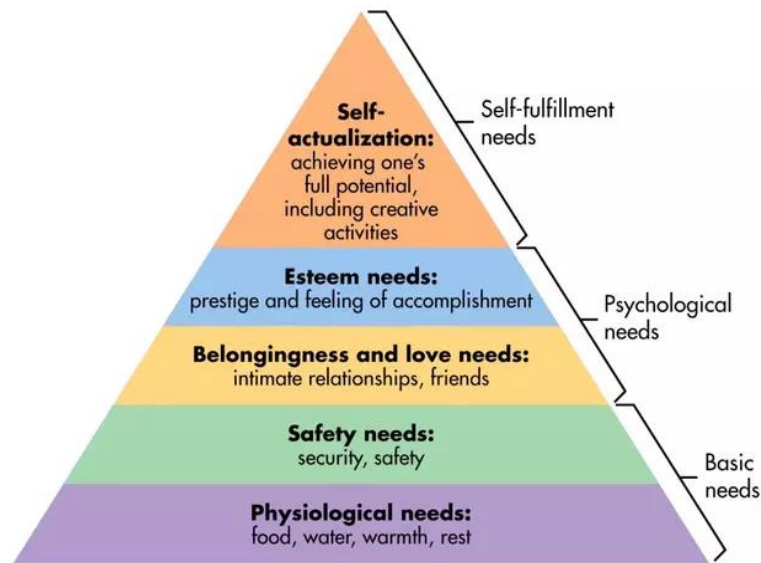 Self-
actualization:
achieving one's
full potential,
including creative
activities
Self-fulfillment
needs
Esteem needs:
prestige and feeling of accomplishment
Belongingness and love needs:
intimate relationships, friends
Psychological
needs
Safety needs:
security, safety
Physiological needs:
food, water, warmth, rest
Basic
needs